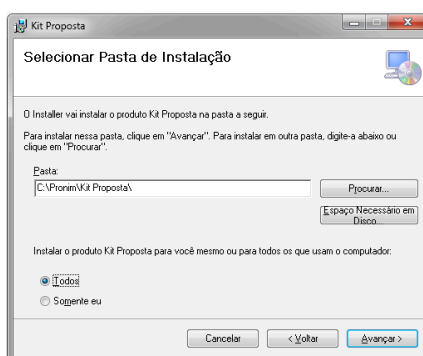 Kit Proposta
Selecionar Pasta de Instalação
O Installer vai instalar o produto Kit Proposta na pasta a seguir.
Para instalar nessa pasta, clique em "Avançar". Para instalar em outra pasta, digite-a abaixo ou
clique em "Procurar".
Pasta:
C:\Pronim\Kit Proposta\
Procurar...
Espaço Necessário em
Disco...
Instalar o produto Kit Proposta para você mesmo ou para todos os que usam o computador:
Todos
Somente eu
Cancelar
< Voltar
Avançar >